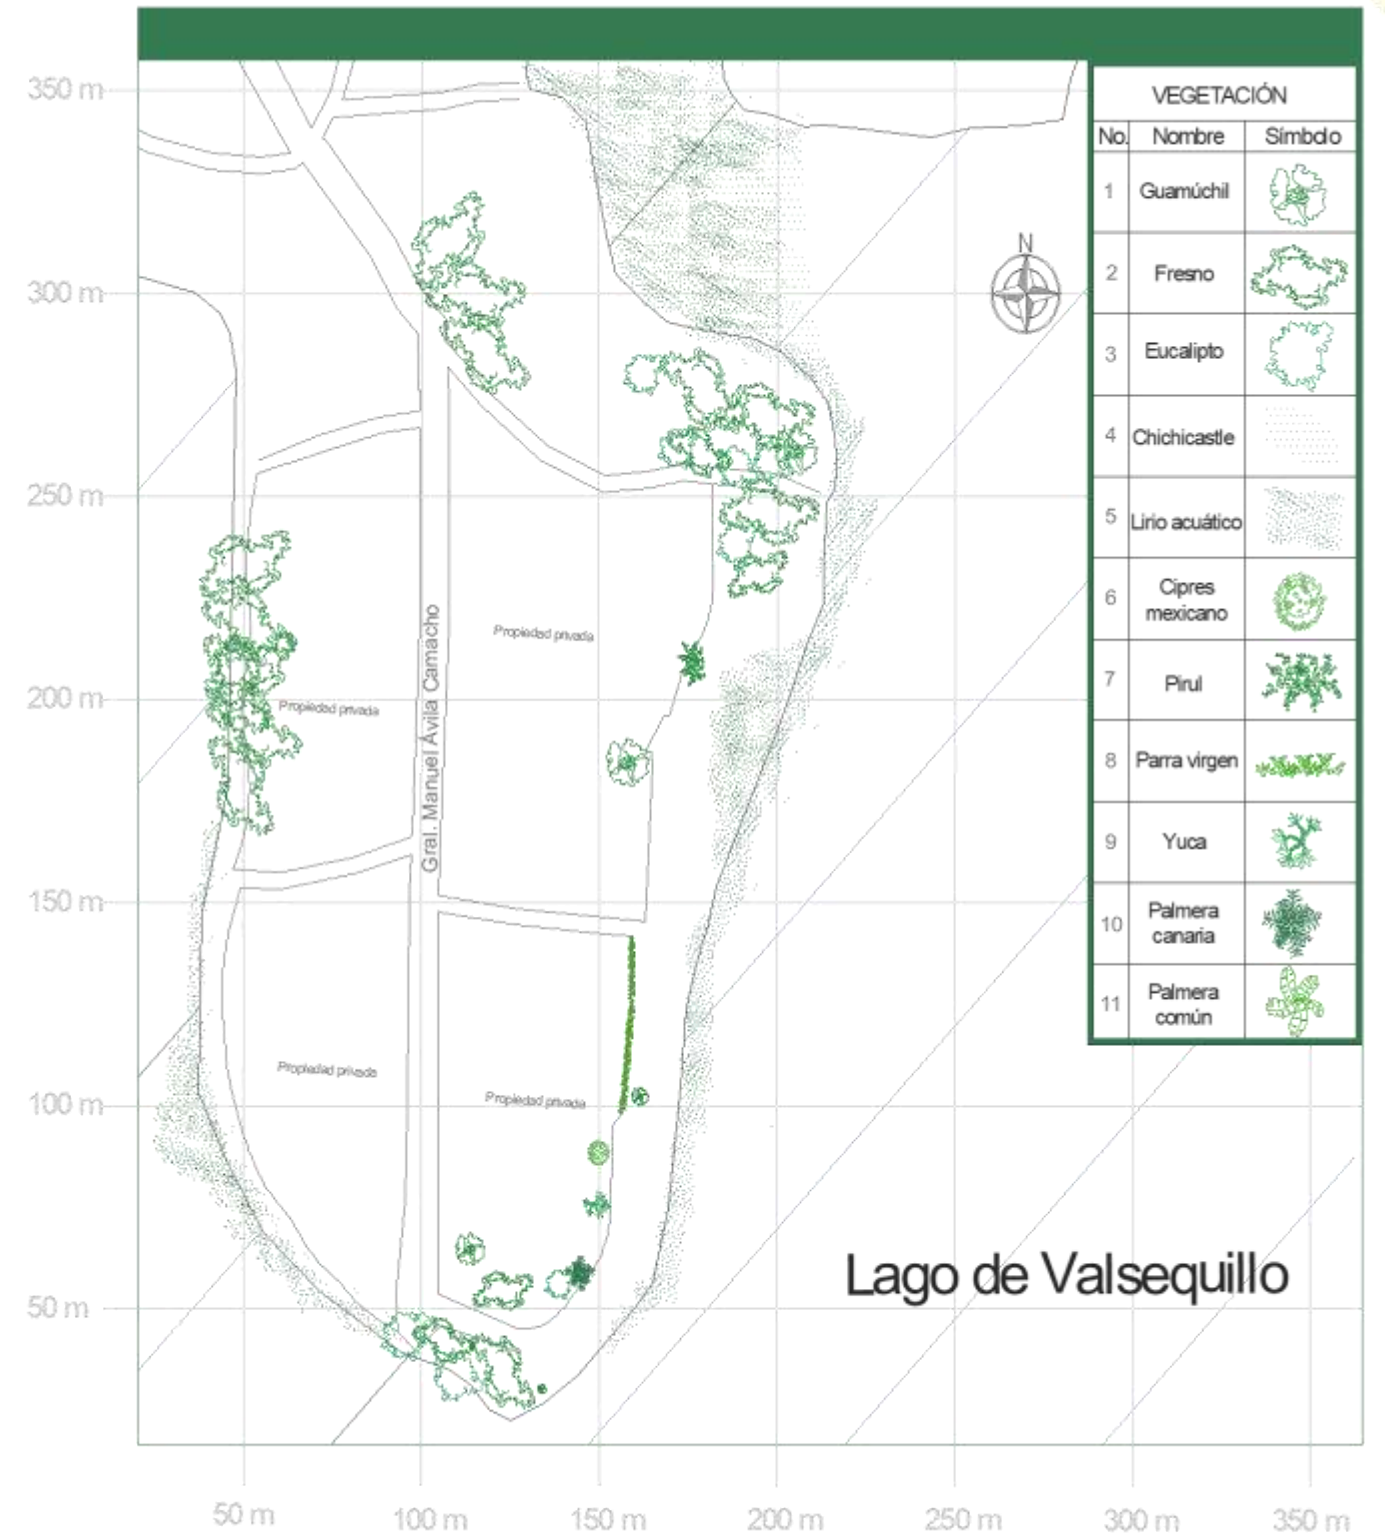 350 m
300 m
250 m
200 m
150 m
100 m
50 m
N
Propiedad privada
Propiedad privada
Gral. Manuel Ávila Camacho
Propiedad privada
Propiedad privada
Lago de Valsequillo
50 m
100 m
150 m
200 m
250 m
300 m
350 m
VEGETACIÓN
No. Nombre Símbolo
1 Guamúchil
2 Fresno
3 Eucalipto
4 Chichicastle
5 Lirio acuático
6 Cipres
mexicano
7 Pirul
8 Parra virgen
9 Yuca
10 Palmera
canaria
11 Palmera
común